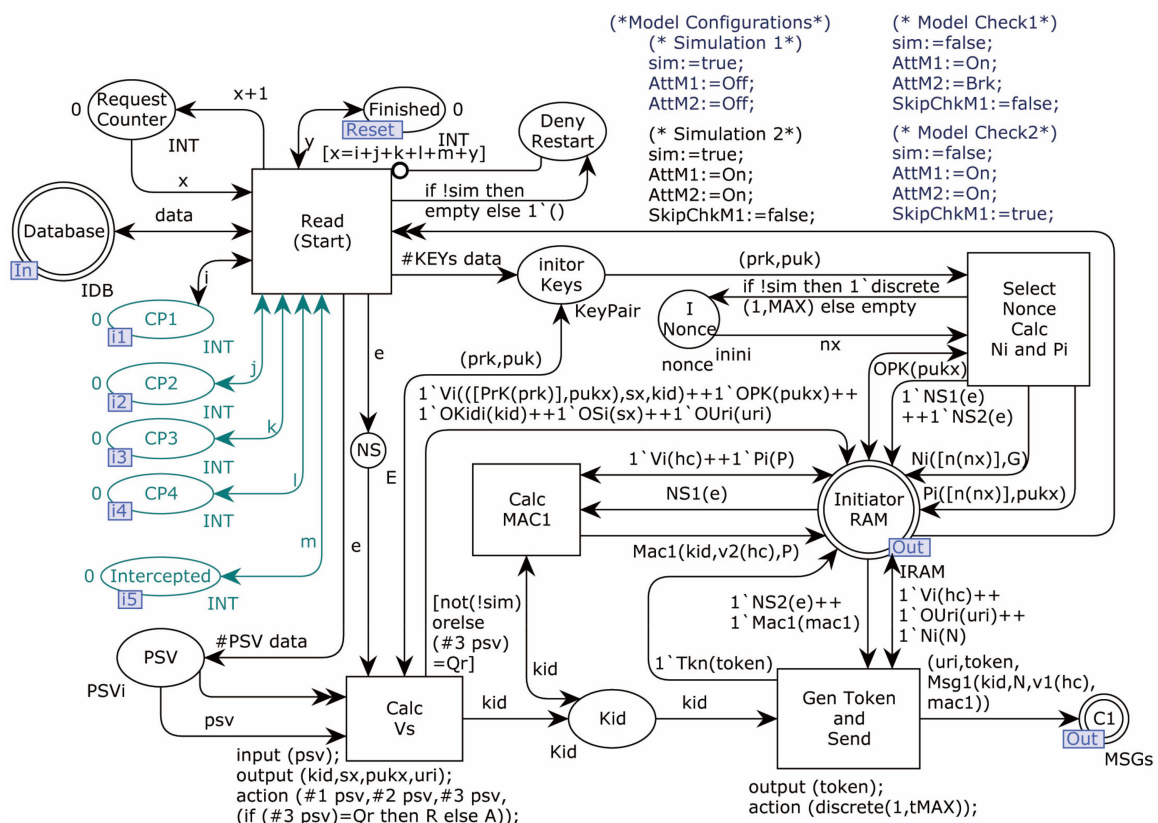 (*Model Configurations*)
(* Simulation 1*)
sim:=true;
AttM1:=Off;
AttM2:=Off;
(* Simulation 2*)
sim:=true;
AttM1:=On;
AttM2:=On;
SkipChkM1:=false;
(* Model Check1*)
sim:=false;
AttM1:=On;
AttM2:=Brk;
SkipChkM1:=false;
(* Model Check2*)
sim:=false;
AttM1:=On;
AttM2:=On;
SkipChkM1:=true;
0
Request
Counter
INT
x+1
x
Finished
0
Reset
INT
y
[x=i+j+k+l+m+y]
Deny
Restart
if !sim then
empty else 1`()
Database
In
IDB
data
Read
(Start)
#KEYs data
initor
Keys
KeyPair
(prk,puk)
if !sim then 1`discrete
(1,MAX) else empty
I
Nonce
nonce
inini
nx
Select
Nonce
Calc
Ni and Pi
i
0
CP1
i1
INT
j
0
CP2
i2
INT
k
0
CP3
i3
INT
l
0
CP4
i4
INT
m
0
Intercepted
i5
INT
e
NS
E
e
(prk,puk)
1`Vi(([PrK(prk)],pukx),sx,kid)++1`OPK(pukx)++
1`OKidi(kid)++1`OSi(sx)++1`OUri(uri)
OPK(pukx)
1`NS1(e)
++1`NS2(e)
Ni([n(nx)],G)
Pi([n(nx)],pukx)
Calc
MAC1
1`Vi(hc)++1`Pi(P)
NS1(e)
Mac1(kid,v2(hc),P)
Initiator
RAM
Out
IRAM
1`Vi(hc)++
1`OUri(uri)++
1`Ni(N)
1`NS2(e)++
1`Mac1(mac1)
1`Tkn(token)
[not(!sim)
orelse
(#3 psv)
=Qr]
#PSV data
PSV
PSVi
psv
Calc
Vs
input (psv);
output (kid,sx,pukx,uri);
action (#1 psv,#2 psv,#3 psv,
(if (#3 psv)=Qr then R else A));
kid
kid
Kid
Kid
kid
Gen Token
and
Send
output (token);
action (discrete(1,tMAX));
(uri,token,
Msg1(kid,N,v1(hc),
mac1))
C1
Out
MSGs